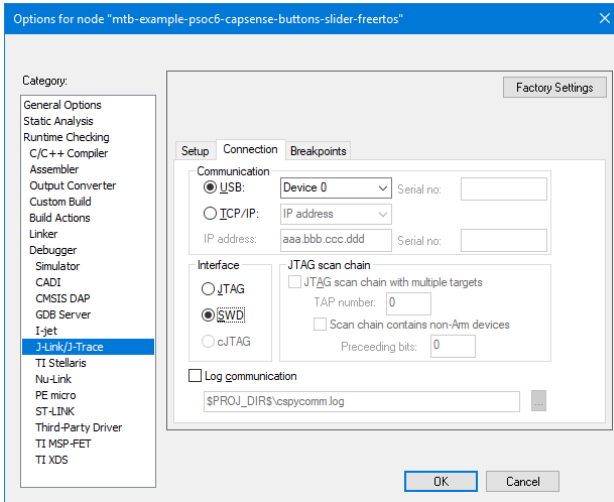 Options for node "mtb-example-psoc6-capsense-buttons-slider-freertos"
Category:
General Options
Static Analysis
Runtime Checking
C/C++ Compiler
Assembler
Output Converter
Custom Build
Build Actions
Linker
Debugger
Simulator
CADI
CMSIS DAP
GDB Server
I-jet
J-Link/J-Trace
TI Stellaris
Nu-Link
PE micro
ST-LINK
Third-Party Driver
TI MSP-FET
TI XDS
Factory Settings
Setup Connection Breakpoints
Communication
USB: Device 0 Serial no:
TCP/IP: IP address
IP address: aaa.bbb.ccc.ddd Serial no:
Interface
JTAG
SWD
cJTAG
JTAG scan chain
JTAG scan chain with multiple targets
TAP number: 0
Scan chain contains non-Arm devices
Preceeding bits: 0
Log communication
$PROJ_DIR$\cspycomm.log ...
OK Cancel